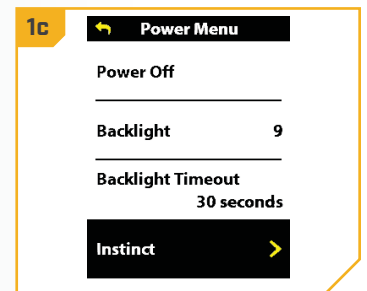 1c
Power Menu
Power Off
Backlight 9
Backlight Timeout
30 seconds
Instinct